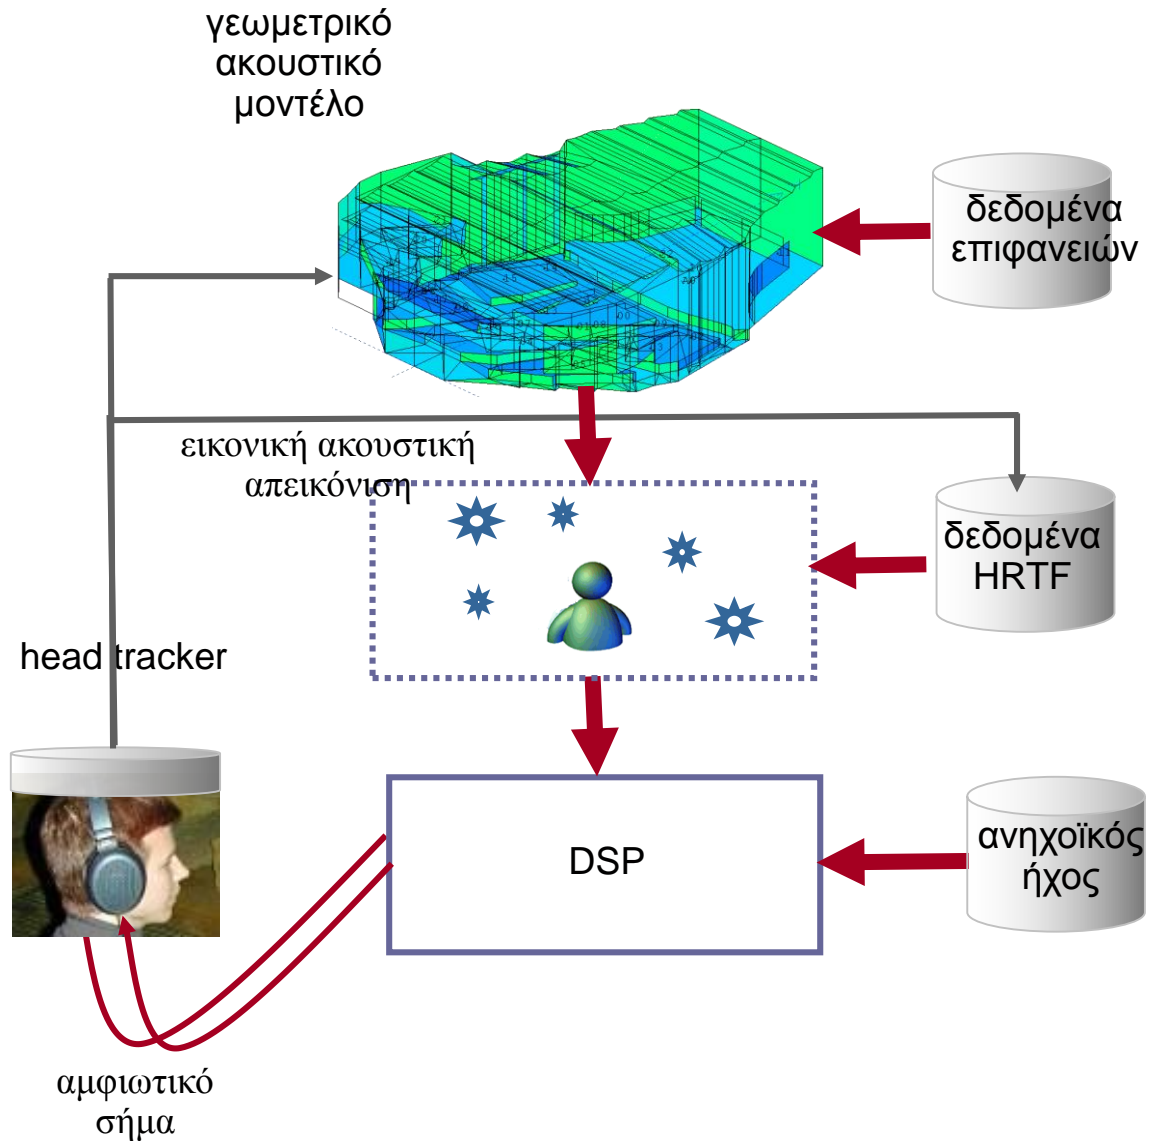 γεωμετρικό
ακουστικό
μοντέλο
δεδομένα
επιφανειών
εικονική ακουστική
απεικόνιση
δεδομένα
HRTF
head tracker
DSP
ανηχοϊκός
ήχος
αμφιωτικό
σήμα